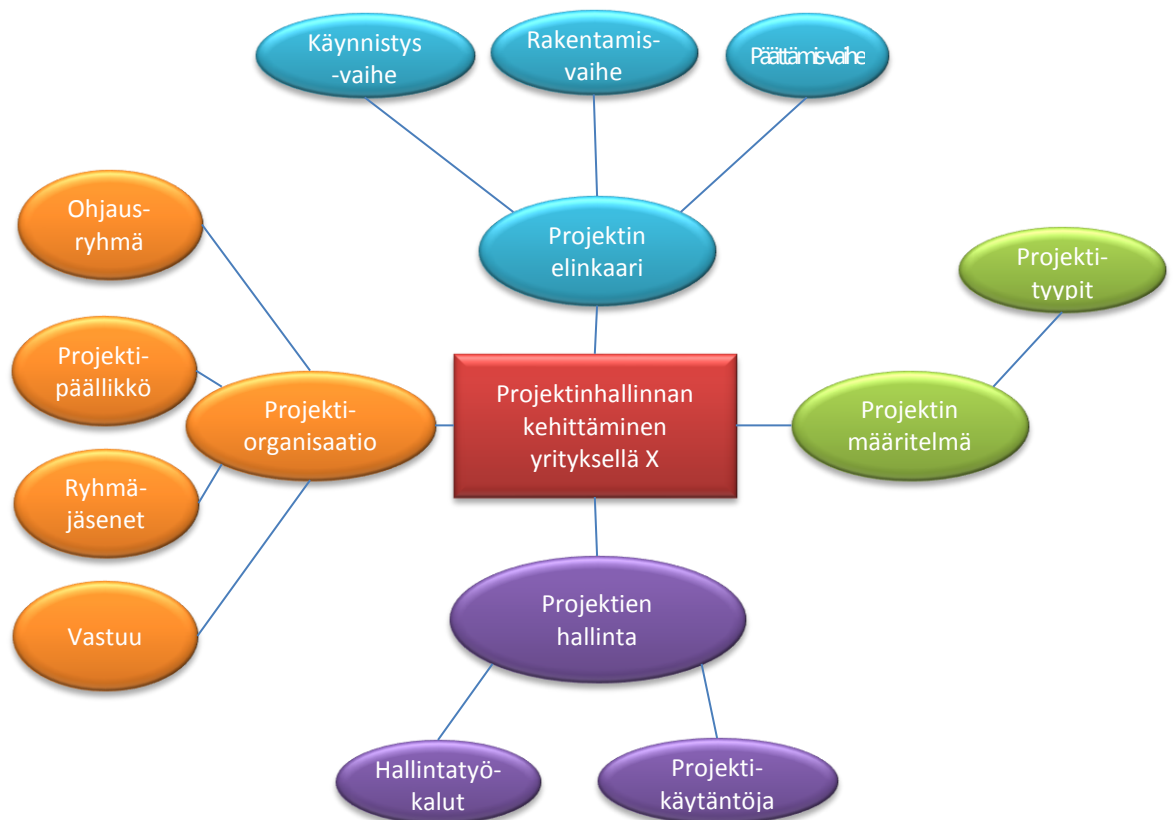 Käynnistys
-vaihe
Rakentamis-
vaihe
Päättämis-vaihe
Projektin
elinkaari
Ohjaus-
ryhmä
Projekti-
päällikkö
Ryhmä-
jäsenet
Vastuu
Projekti-
organisaatio
Projektinhallinnan
kehittäminen
yrityksellä X
Projekti-
tyypit
Projektin
määritelmä
Projektien
hallinta
Hallintatyö-
kalut
Projekti-
käytäntöja